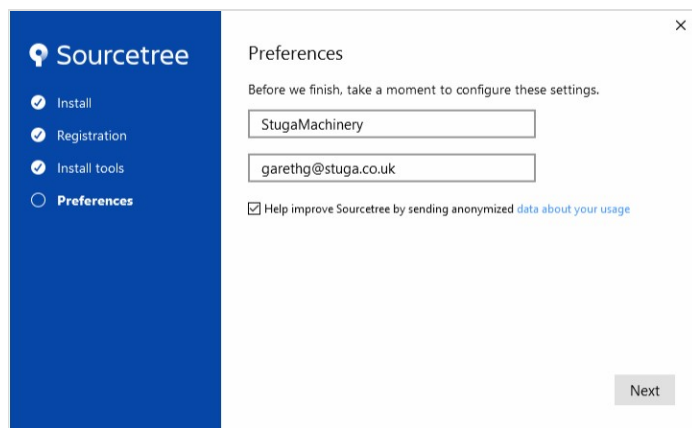 Sourcetree
Install
Registration
Install tools
Preferences
Preferences
Before we finish, take a moment to configure these settings.
StugaMachinery
garethg@stuga.co.uk
Help improve Sourcetree by sending anonymized data about your usage
Next